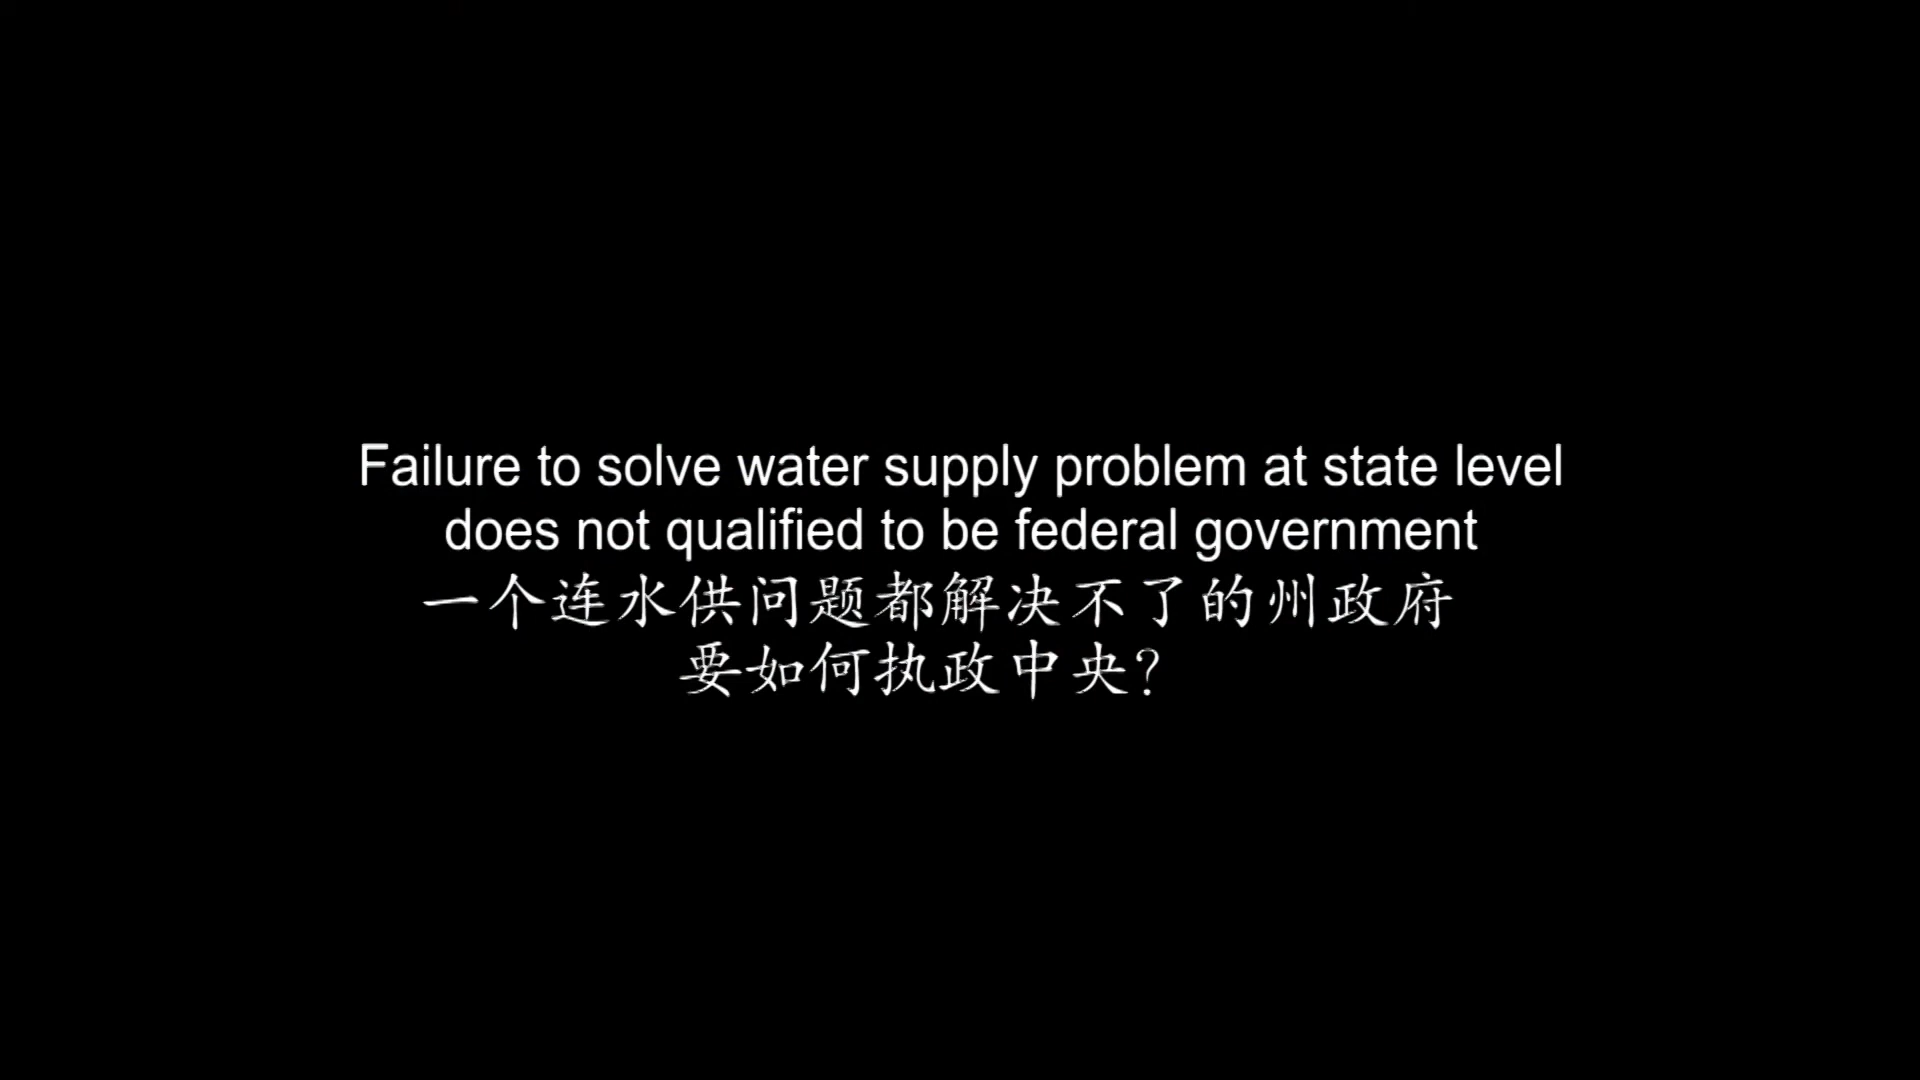 Failure to solve water supply problem at state level
does not qualified to be federal government
一个连水供问题都解决不了的州政府
要如何执政中央?